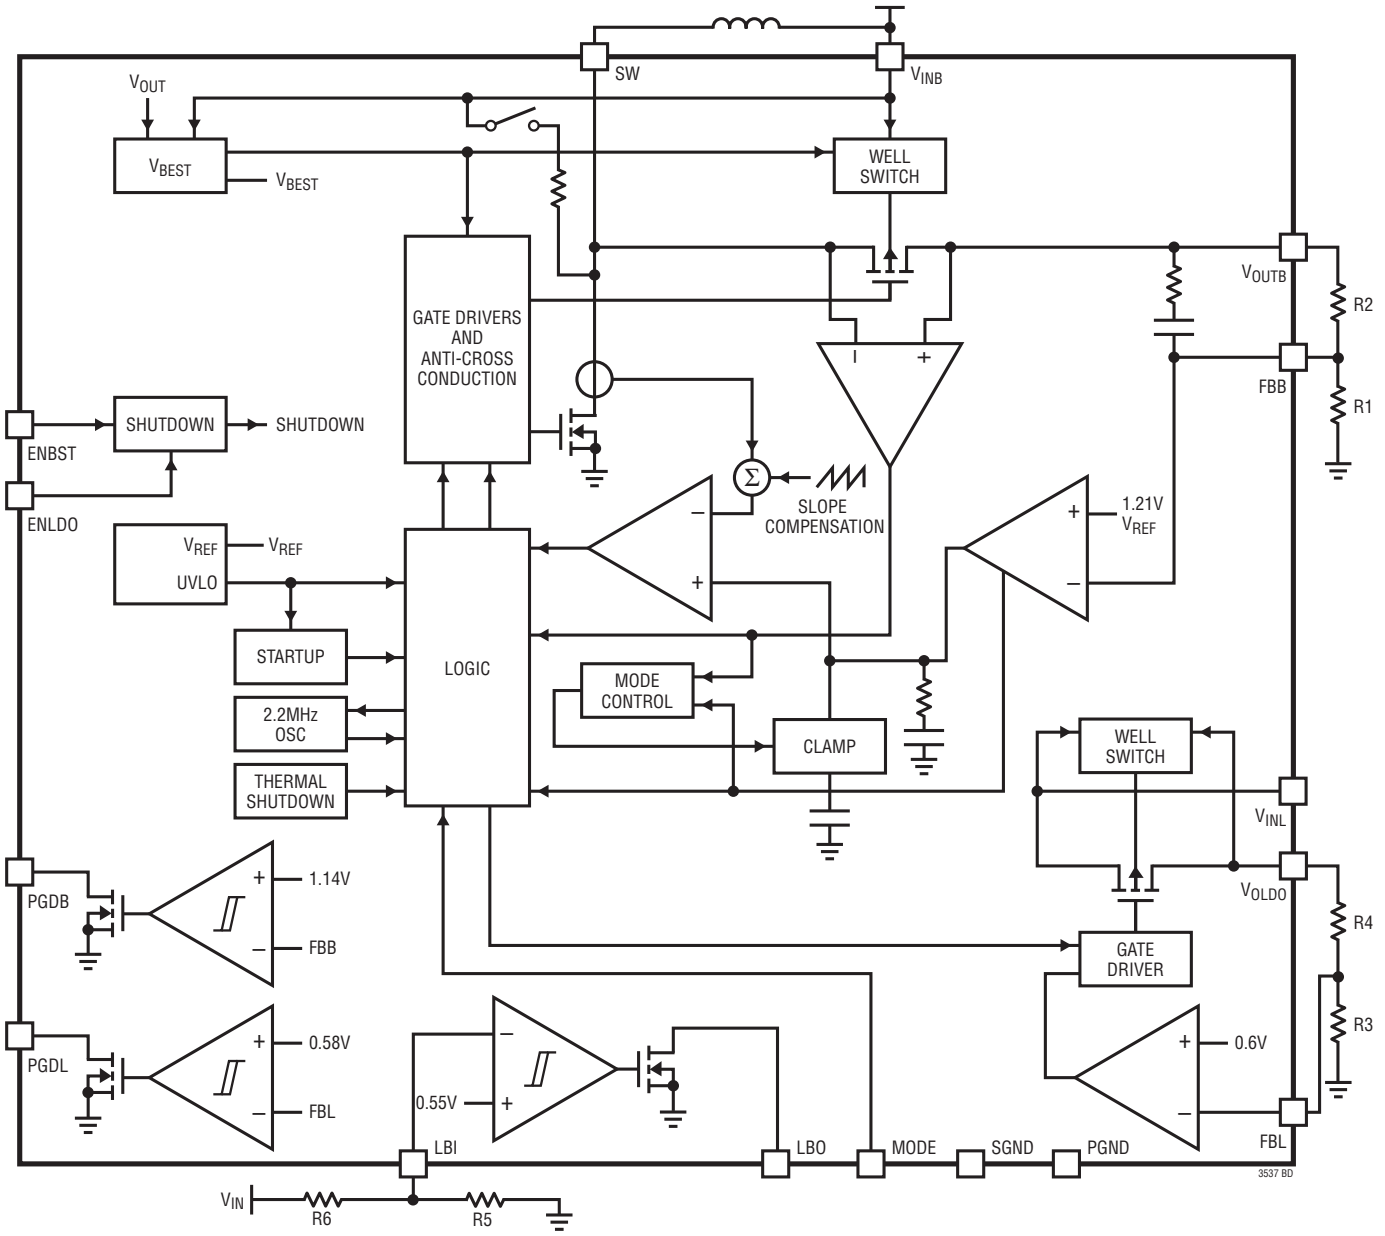 SW
VINB
VOUT
VBEST
VBEST
WELL
SWITCH
VOUTB
R2
GATE DRIVERS
AND
ANTI-CROSS
CONDUCTION
– +
FBB
R1
ENBST
SHUTDOWN
SHUTDOWN
ENLDO
Σ
SLOPE
COMPENSATION
–
+
+
–
1.21V
VREF
VREF
VREF
UVLO
STARTUP
LOGIC
MODE
CONTROL
2.2MHz
OSC
CLAMP
WELL
SWITCH
THERMAL
SHUTDOWN
VINL
PGDB
+
1.14V
–
FBB
VOLDO
R4
GATE
DRIVER
PGDL
+
0.58V
–
FBL
–
0.55V
+
+
0.6V
–
R3
FBL
LBI
LBO
MODE
SGND
PGND
3537 BD
VIN
R6
R5